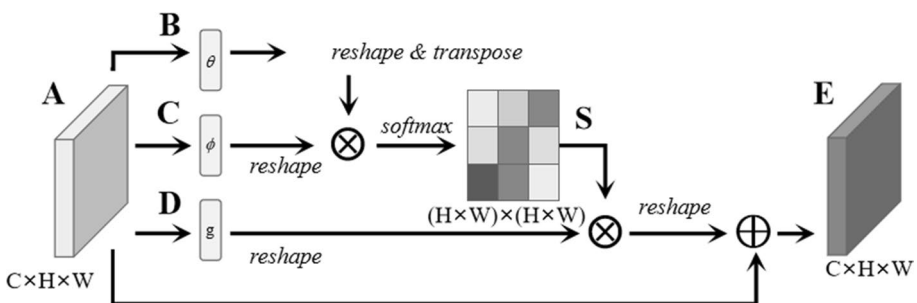 B
θ
reshape & transpose
A
C
ϕ
reshape
softmax
S
E
(H×W)×(H×W)
D
g
reshape
reshape
C×H×W
C×H×W